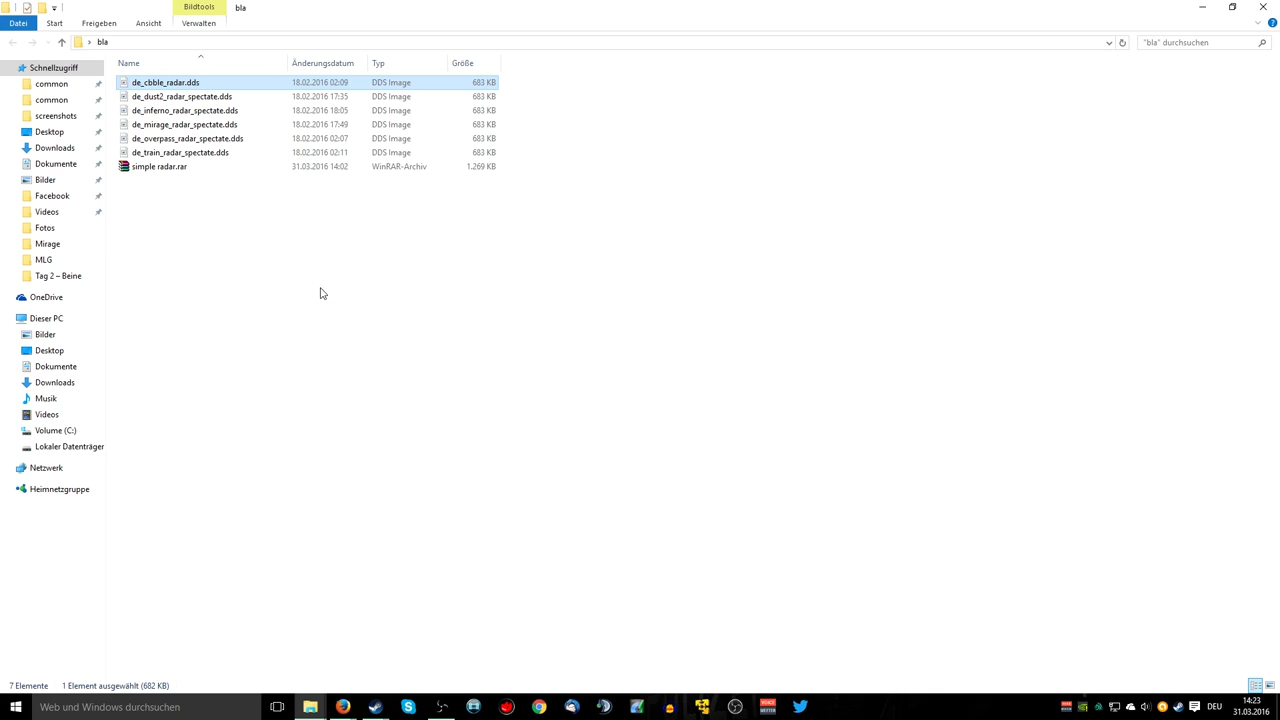 Bildtools
bla
Datei
Start
Freigeben
Ansicht
Verwalten
bla
"bla" durchsuchen
Name
Änderungsdatum
Typ
Größe
de_cbble_radar.dds 18.02.2016 02:09 DDS Image 683 KB
de_dust2_radar_spectate.dds 18.02.2016 17:35 DDS Image 683 KB
de_inferno_radar_spectate.dds 18.02.2016 18:05 DDS Image 683 KB
de_mirage_radar_spectate.dds 18.02.2016 17:49 DDS Image 683 KB
de_overpass_radar_spectate.dds 18.02.2016 02:07 DDS Image 683 KB
de_train_radar_spectate.dds 18.02.2016 02:11 DDS Image 683 KB
simple radar.rar 31.03.2016 14:02 WinRAR-Archiv 1.269 KB
Schnellzugriff
common
common
screenshots
Desktop
Downloads
Dokumente
Bilder
Facebook
Videos
Fotos
Mirage
MLG
Tag 2 – Beine
OneDrive
Dieser PC
Bilder
Desktop
Dokumente
Downloads
Musik
Videos
Volume (C:)
Lokaler Datenträger
Netzwerk
Heimnetzgruppe
7 Elemente
1 Element ausgewählt (682 KB)
Web und Windows durchsuchen
DEU
14:23
31.03.2016